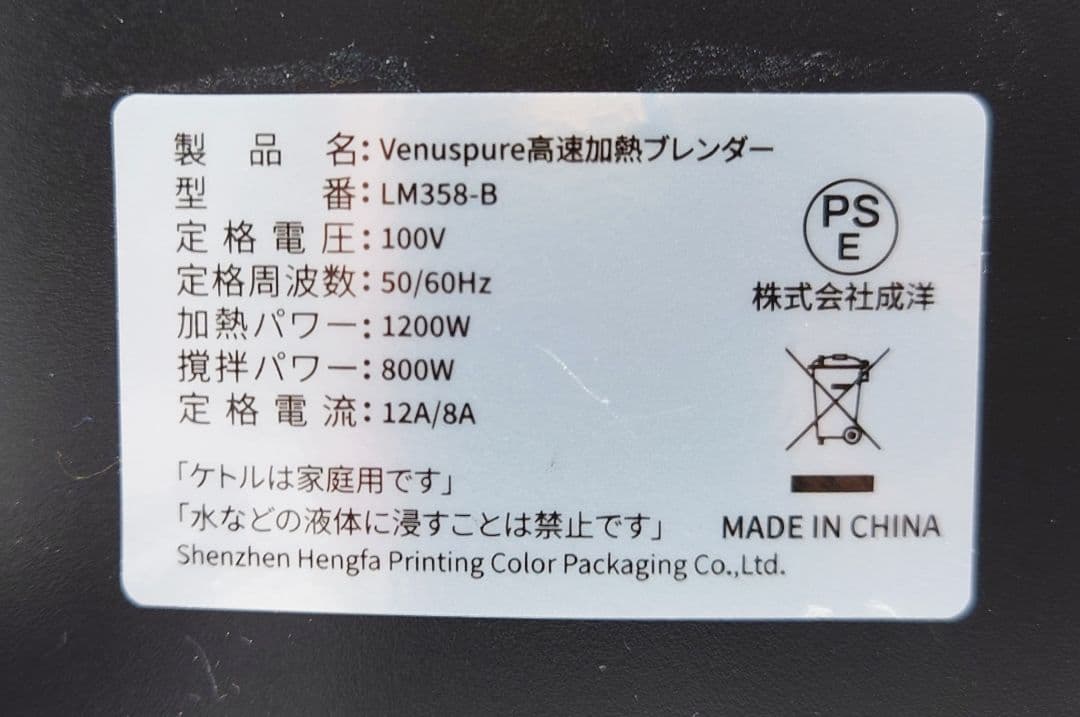 製品名：Venuspure高速加熱ブレンダー
型番：LM358-B
定格電圧：100V
定格周波数：50/60Hz
加熱パワー：1200W
撹拌パワー：800W
定格電流：12A/8A
「ケトルは家庭用です」
「水などの液体に浸すことは禁止です」
Shenzhen Hengfa Printing Color Packaging Co.,Ltd.
PS
E
株式会社成洋
MADE IN CHINA